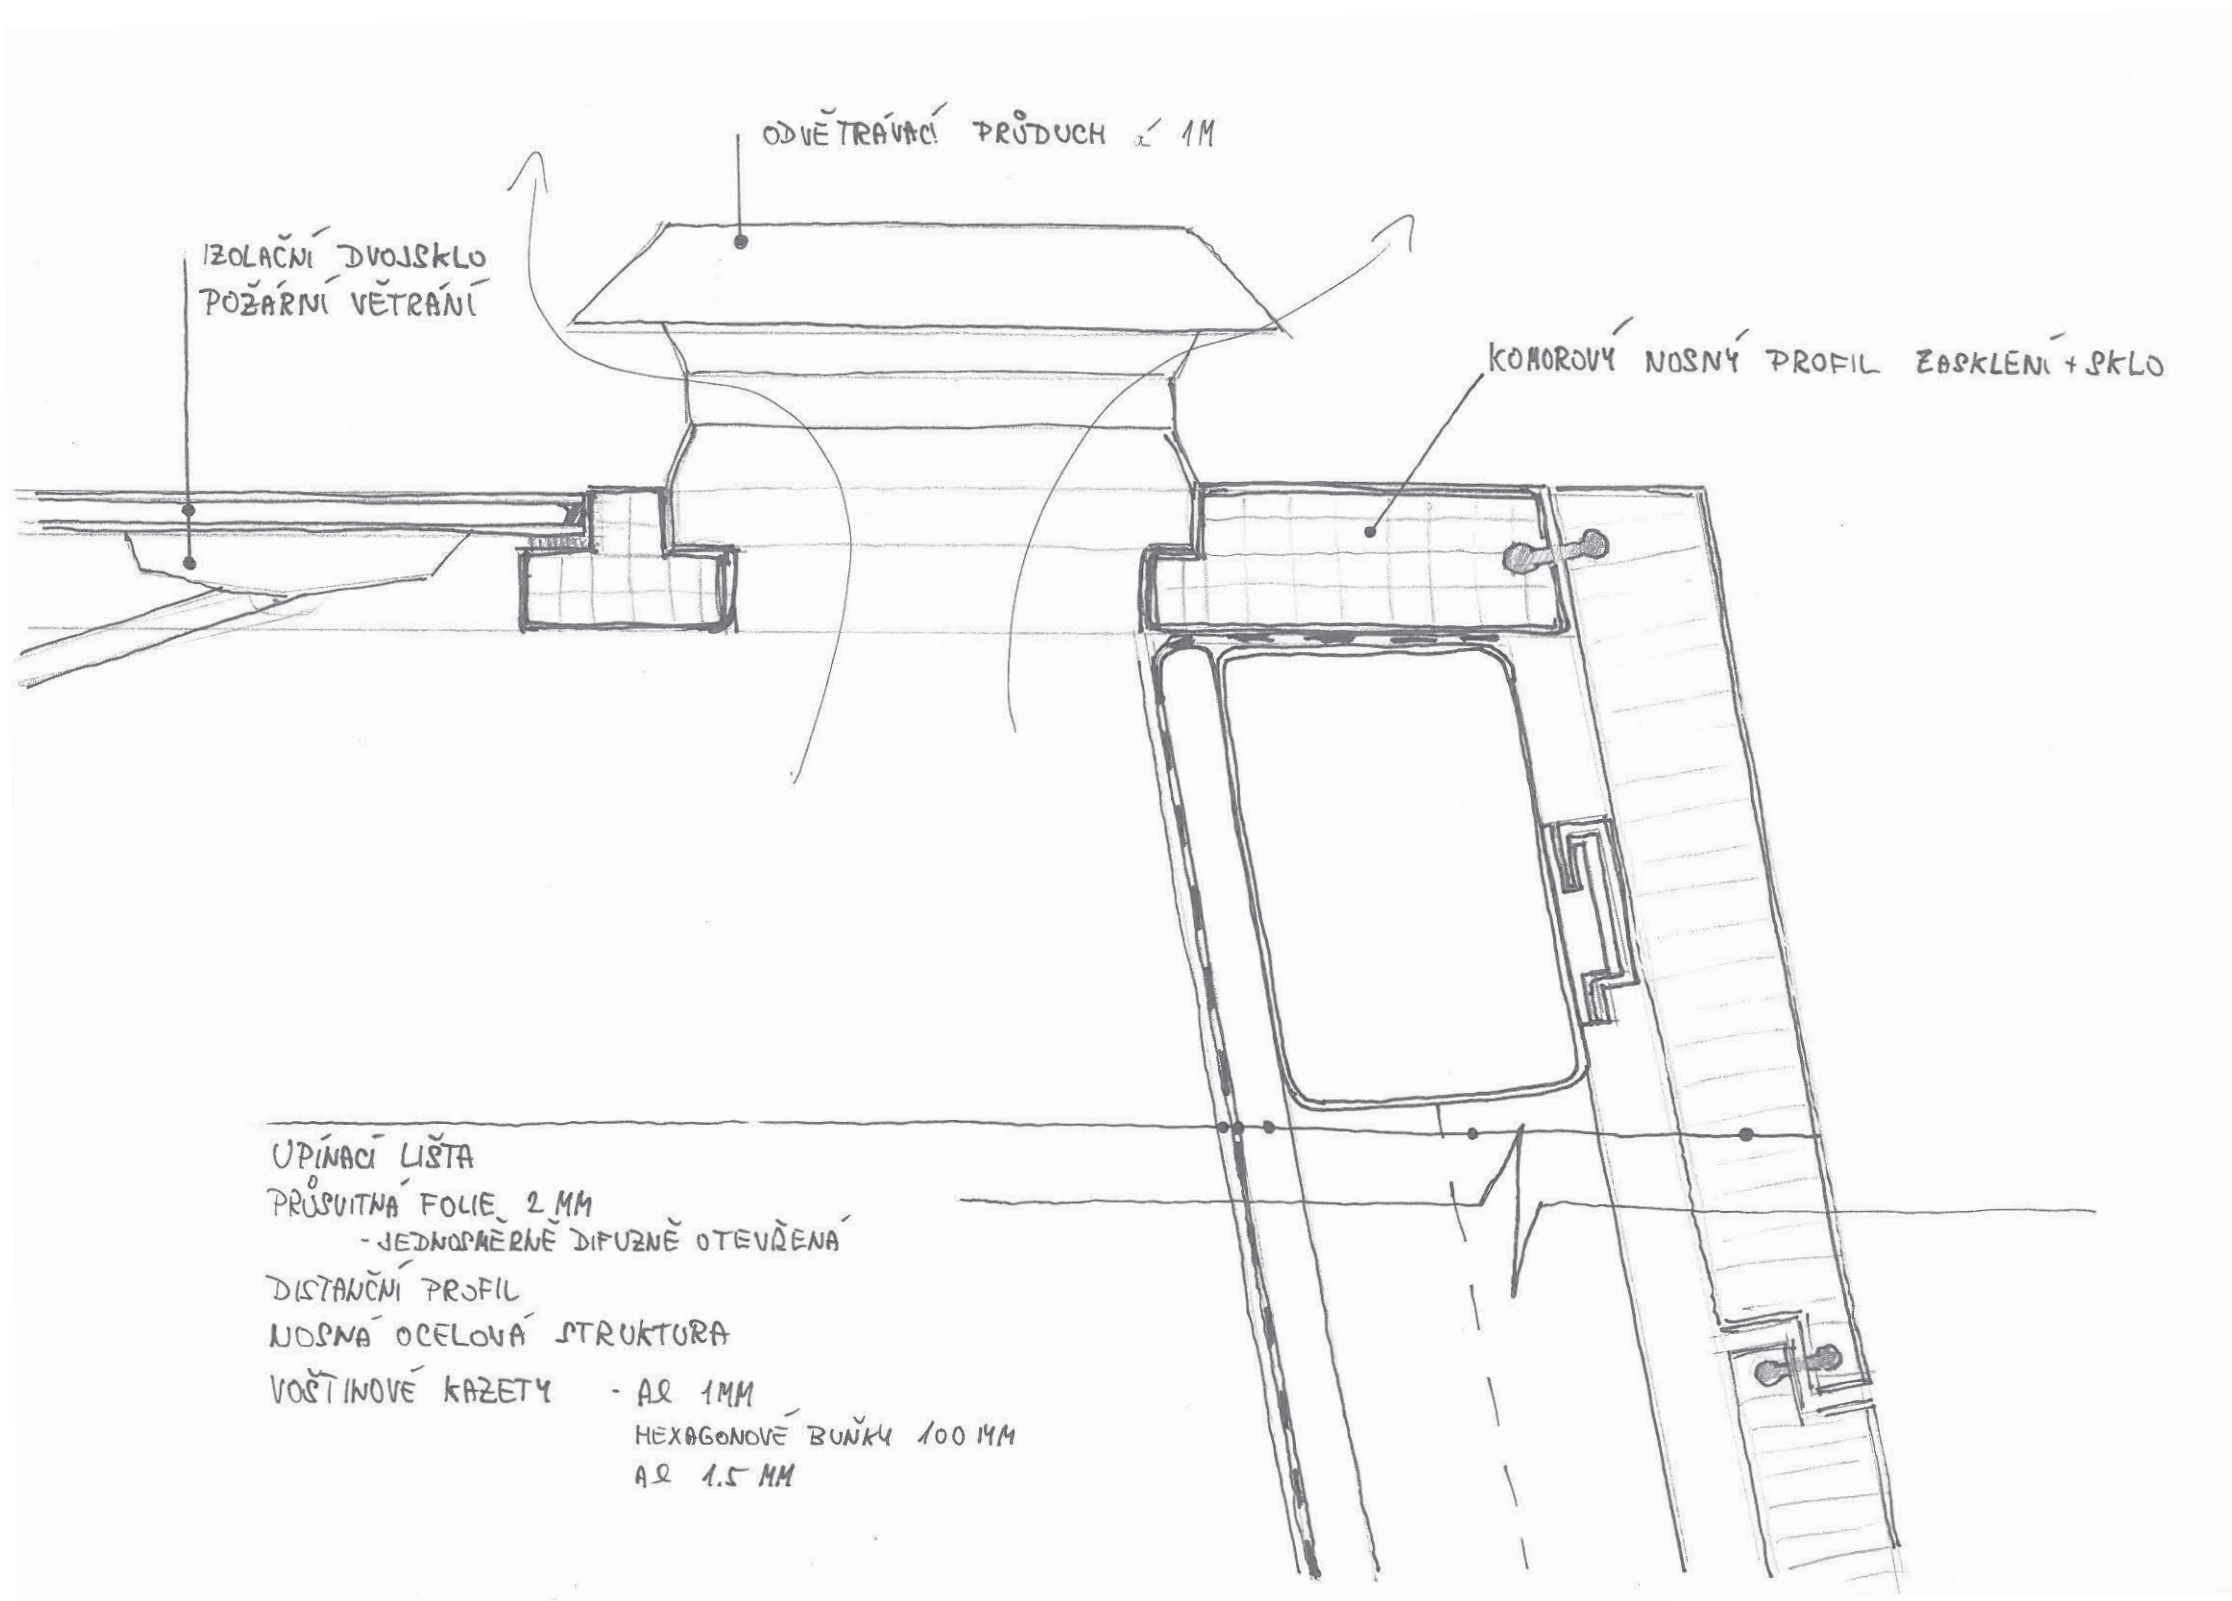 ODVĚTRÁVACÍ PRŮDUCH á 1M
IZOLAČNÍ DVOJSKLO
POŽÁRNÍ VĚTRÁNÍ
KOMOROVÝ NOSNÝ PROFIL ZASKLENÍ + SKLO
UPÍNACÍ LIŠTA
PRŮSVITNÁ FOLIE 2 MM
- JEDNOSMĚRNĚ DIFUZNĚ OTEVŘENÁ
DISTANČNÍ PROFIL
NOSNÁ OCELOVÁ STRUKTURA
VOŠTINOVÉ KAZETY - Al 1MM
HEXAGONOVÉ BUŇKY 100 MM
Al 1.5 MM